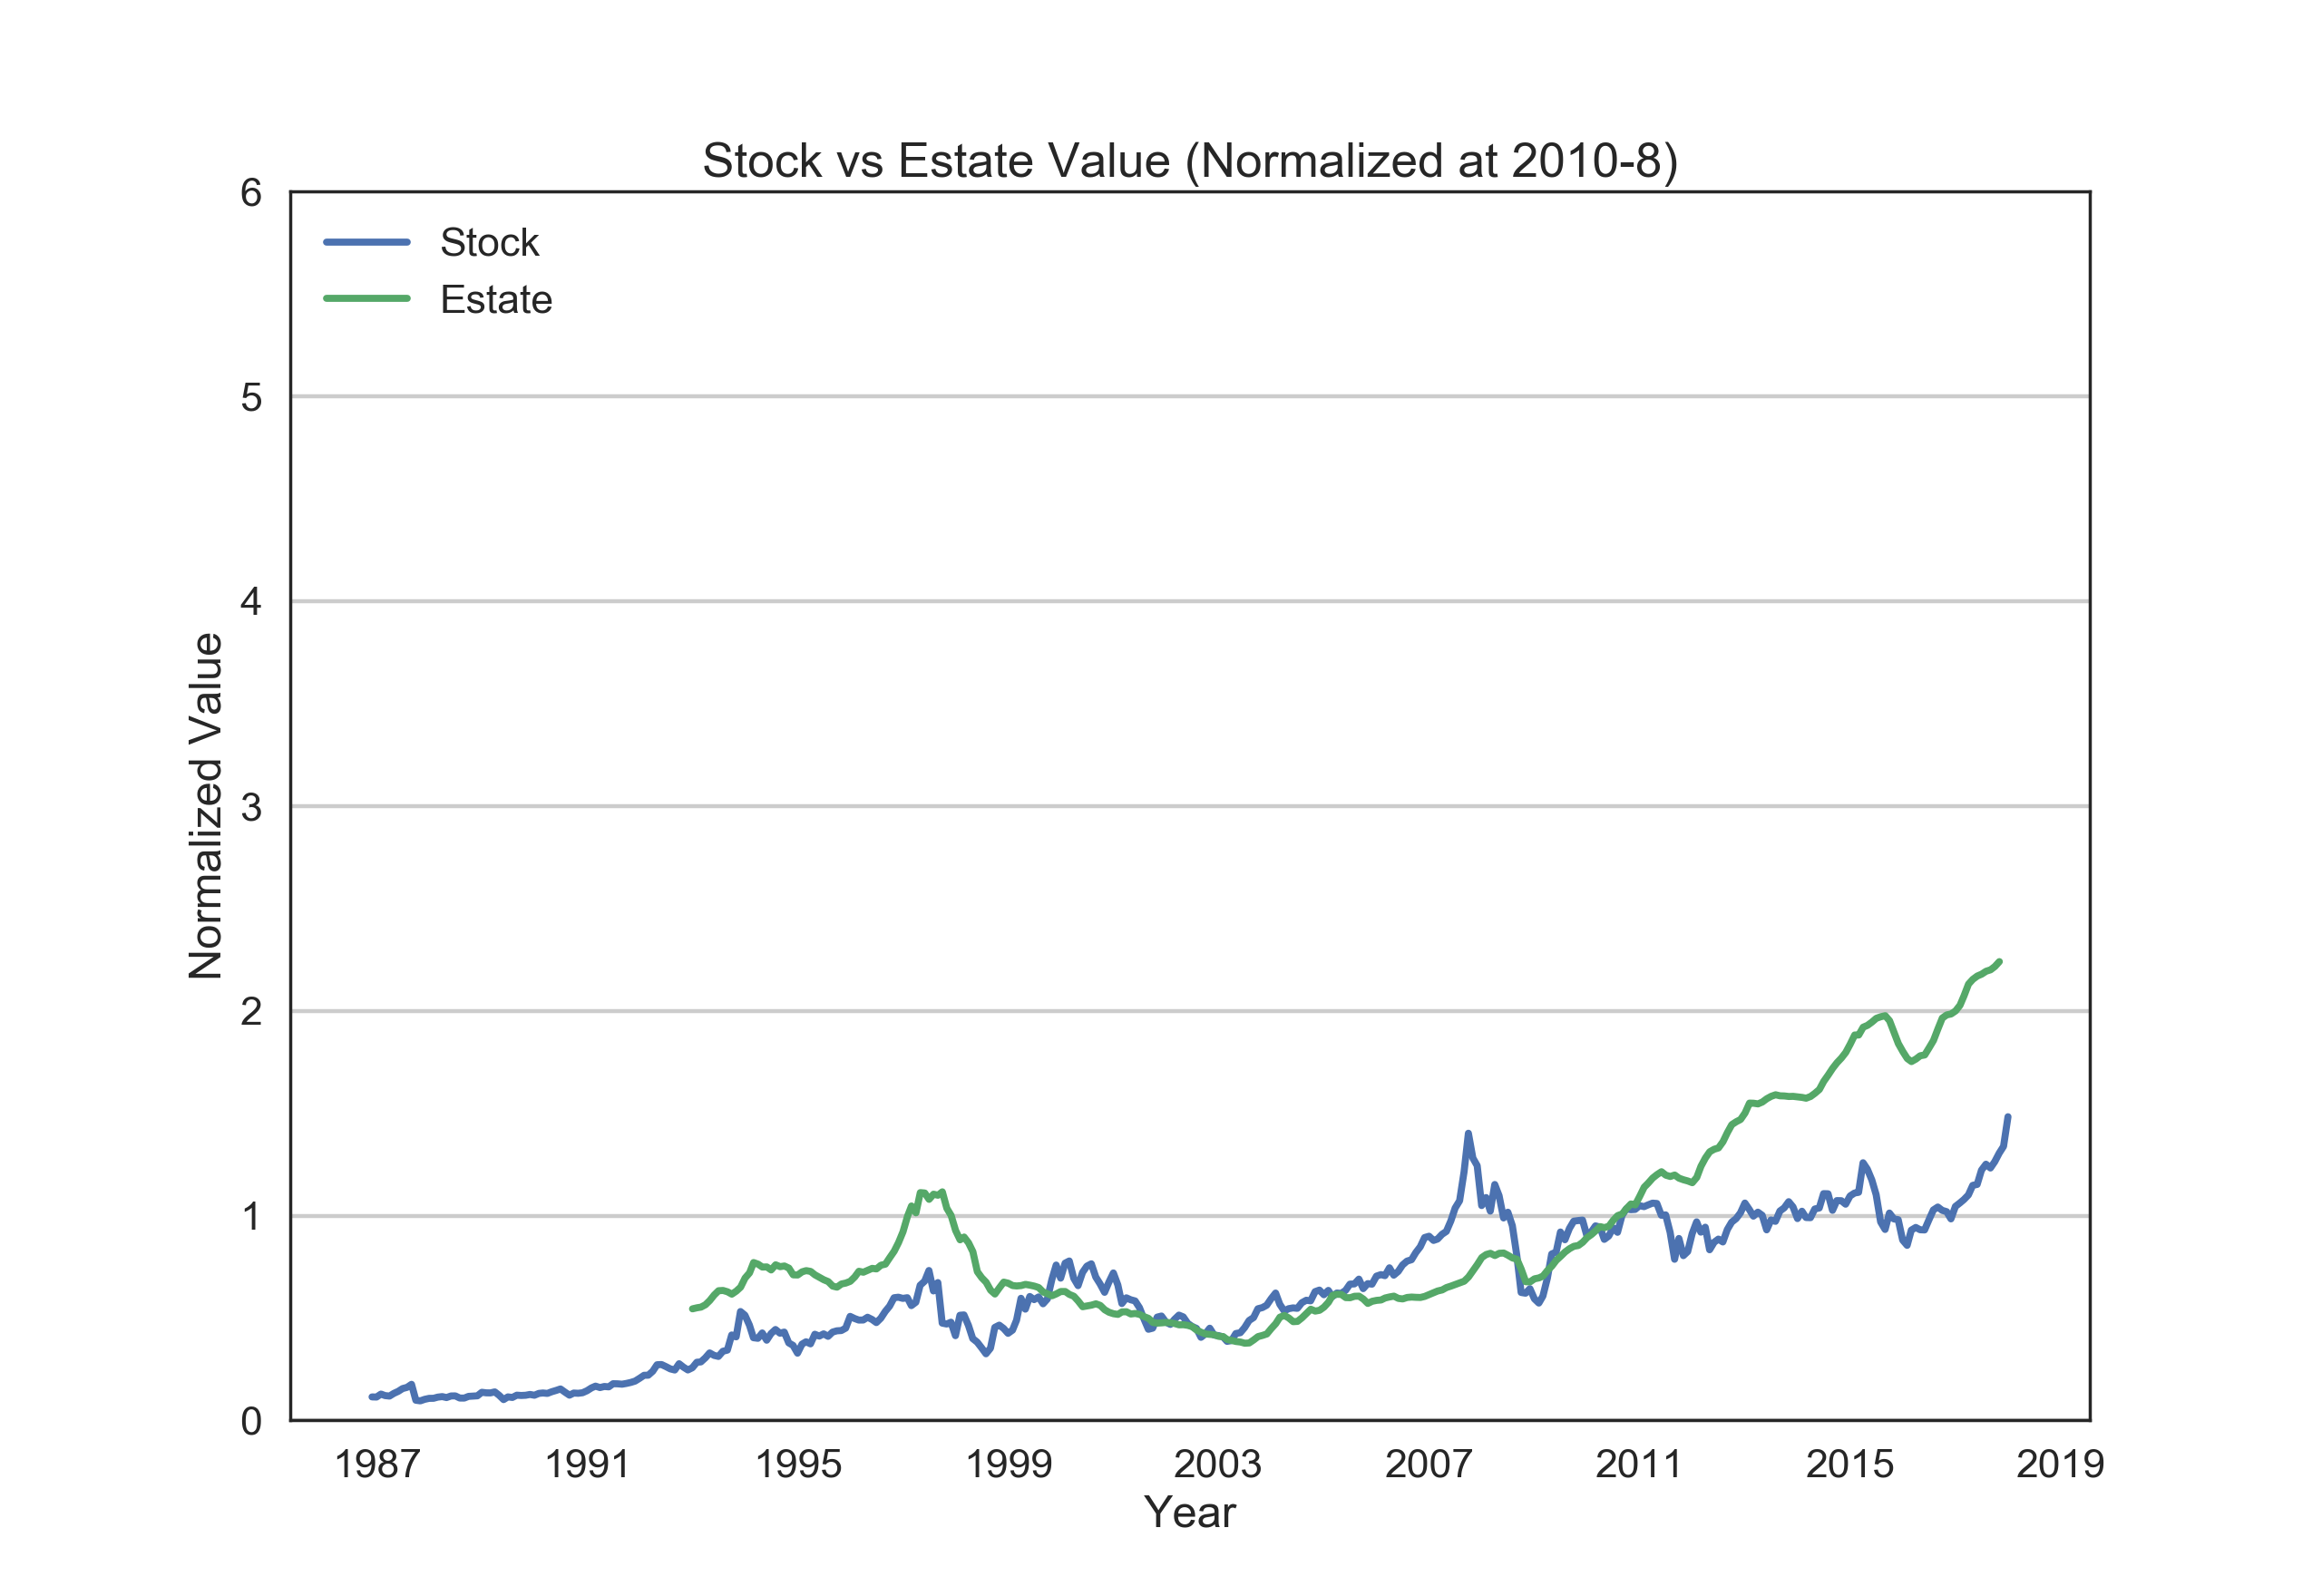 Stock vs Estate Value (Normalized at 2010-8)
Stock
Estate
6
5
4
3
2
1
0
Normalized Value
1987 1991 1995 1999 2003 2007 2011 2015 2019
Year